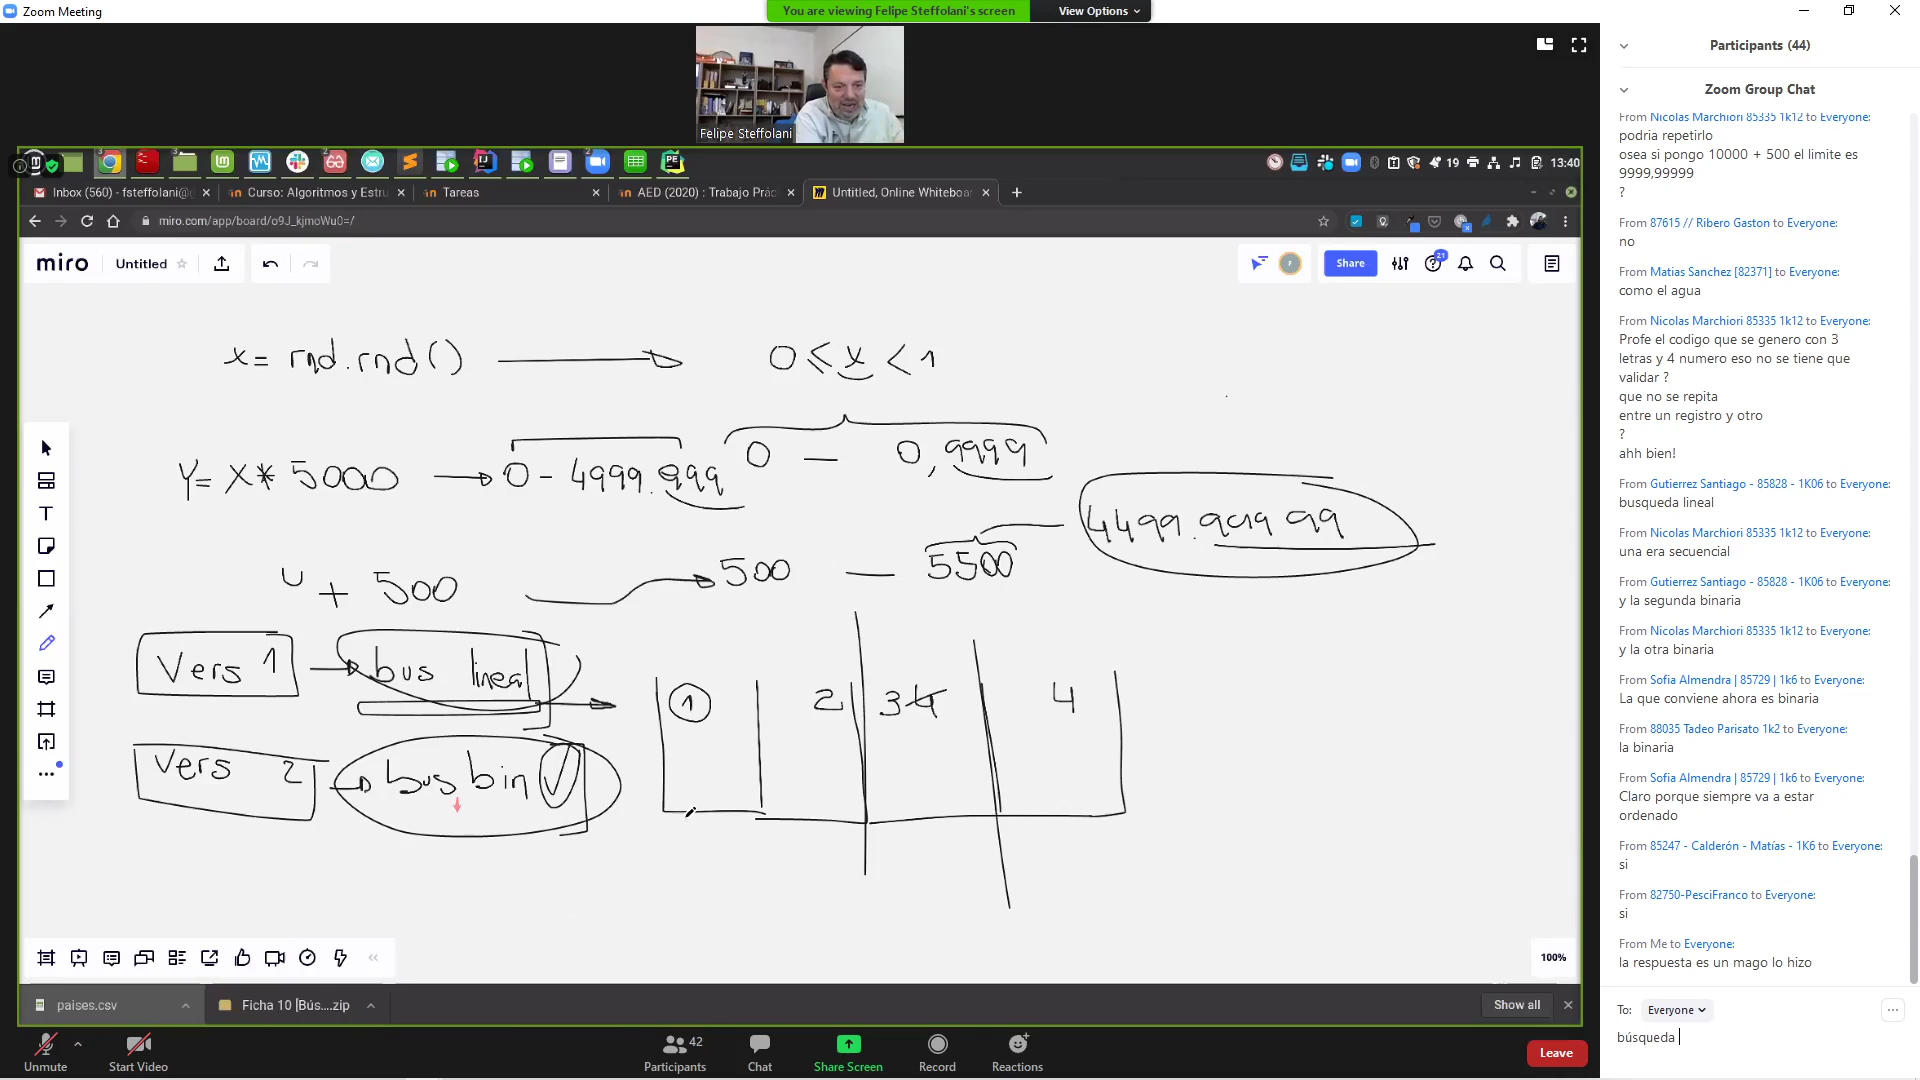 Zoom Meeting
You are viewing Felipe Steffolani's screen
View Options
Felipe Steffolani
19
13:40
Inbox (560) - fsteffolani@
Curso: Algoritmos y Estru
Tareas
AED (2020) : Trabajo Prác
Untitled, Online Whiteboar
miro.com/app/board/o9J_kjmoWu0=/
miro
Untitled
Share
21
x = rnd.rnd()
0 ≤ x < 1
Y= X* 5000
0 - 4999.999
0 — 0,9999
4499.99999
+ 500
500 — 5500
Vers 1
bus lineal
1
2
3 4
4
Vers 2
bus bin
100%
paises.csv
Ficha 10 [Bús....zip
Show all
Unmute
Start Video
Participants
42
Chat
Share Screen
Record
Reactions
Leave
Participants (44)
Zoom Group Chat
From Nicolas Marchiori 85335 1k12 to Everyone:
podria repetirlo
osea si pongo 10000 + 500 el limite es
9999,99999
?
From 87615 // Ribero Gaston to Everyone:
no
From Matias Sanchez [82371] to Everyone:
como el agua
From Nicolas Marchiori 85335 1k12 to Everyone:
Profe el codigo que se genero con 3
letras y 4 numero eso no se tiene que
validar ?
que no se repita
entre un registro y otro
?
ahh bien!
From Gutierrez Santiago - 85828 - 1K06 to Everyone:
busqueda lineal
From Nicolas Marchiori 85335 1k12 to Everyone:
una era secuencial
From Gutierrez Santiago - 85828 - 1K06 to Everyone:
y la segunda binaria
From Nicolas Marchiori 85335 1k12 to Everyone:
y la otra binaria
From Sofia Almendra | 85729 | 1k6 to Everyone:
La que conviene ahora es binaria
From 88035 Tadeo Parisato 1k2 to Everyone:
la binaria
From Sofia Almendra | 85729 | 1k6 to Everyone:
Claro porque siempre va a estar
ordenado
From 85247 - Calderón - Matías - 1K6 to Everyone:
si
From 82750-PesciFranco to Everyone:
si
From Me to Everyone:
la respuesta es un mago lo hizo
To: Everyone
búsqueda